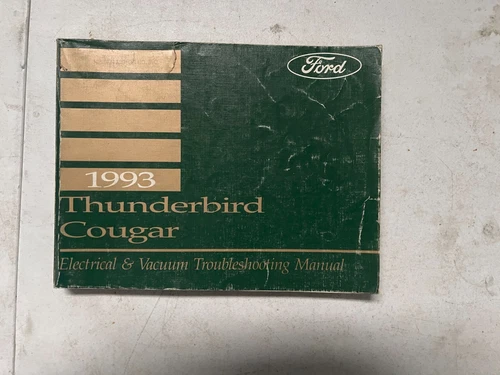 Ford
1993
Thunderbird
Cougar
Electrical & Vacuum Troubleshooting Manual